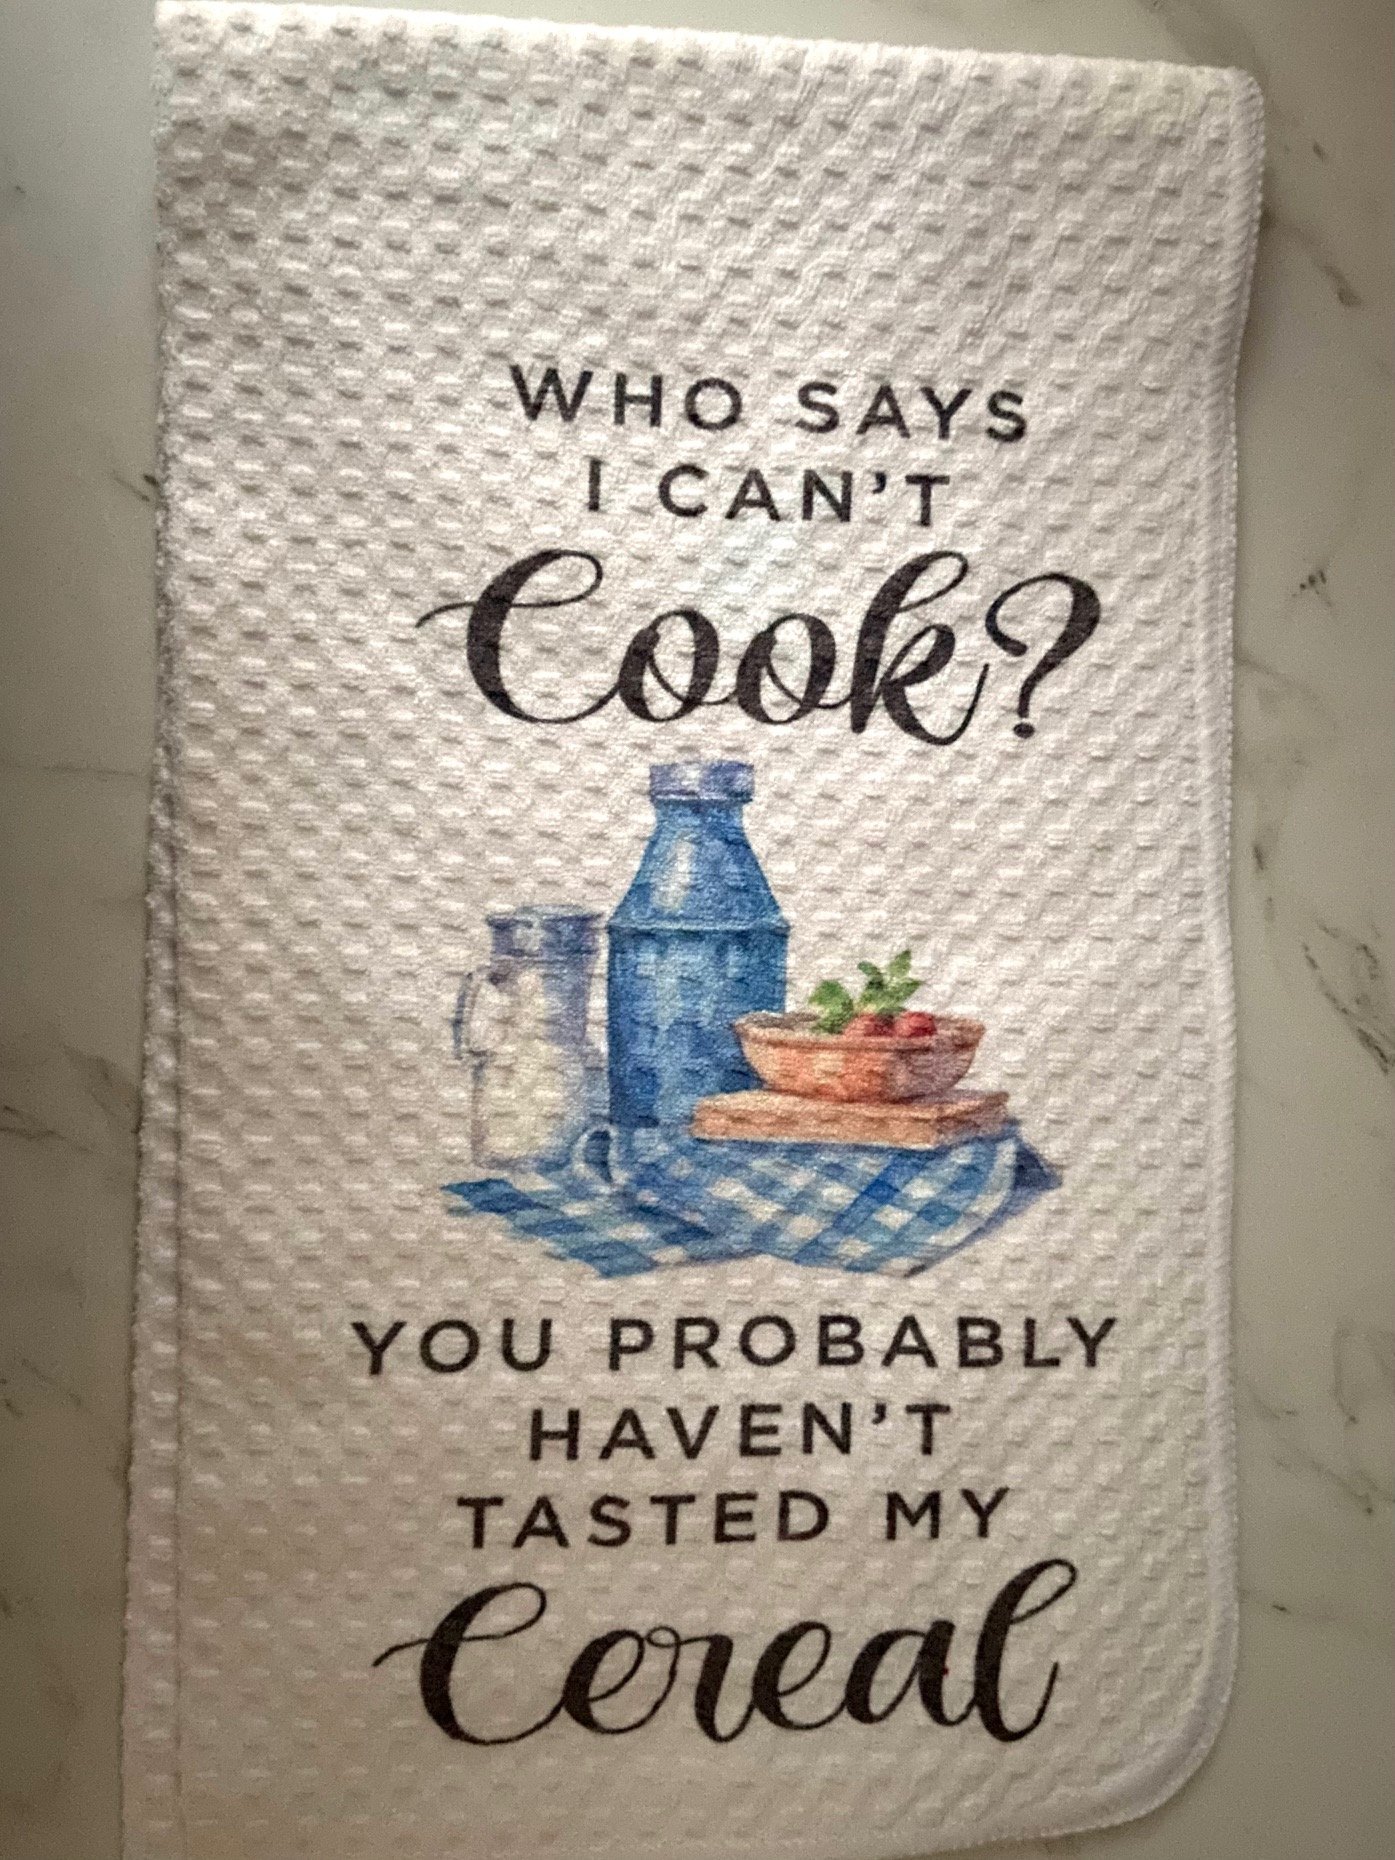 WHO SAYS
I CAN'T
Cook?
YOU PROBABLY
HAVEN'T
TASTED MY
Cereal